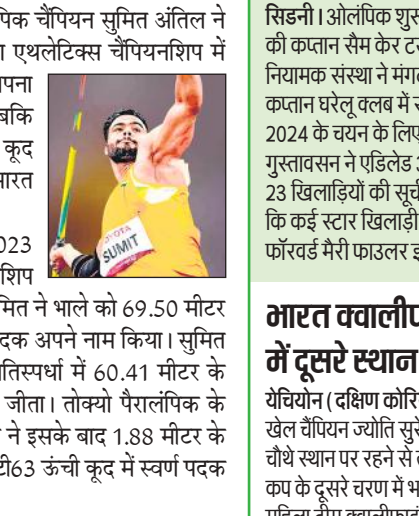 पिक चैंपियन सुमित अंतिल ने
एथलेटिक्स चैंपियनशिप में
पना
बकि
कूद
भारत
023
शिप
मित ने भाले को 69.50 मीटर
दक अपने नाम किया। सुमित
तिस्पर्धा में 60.41 मीटर के
जीता। तोक्यो पैरालंपिक के
ने इसके बाद 1.88 मीटर के
टी63 ऊंची कूद में स्वर्ण पदक
TOYOTA
SUMIT
सिडनी। ओलंपिक शुरू
की कप्तान सैम केर
नियामक संस्था ने मंगल
कप्तान घरेलू क्लब में
2024 के चयन के लिए
गुस्तावसन ने एडिलेड
23 खिलाड़ियों की सूची
कि कई स्टार खिलाड़ी
फॉरवर्ड मैरी फाउलर
भारत क्वालीफ
में दूसरे स्थान
येचियोन (दक्षिण कोरि
खेल चैंपियन ज्योति सुरे
चौथे स्थान पर रहने से
कप के दूसरे चरण में भ